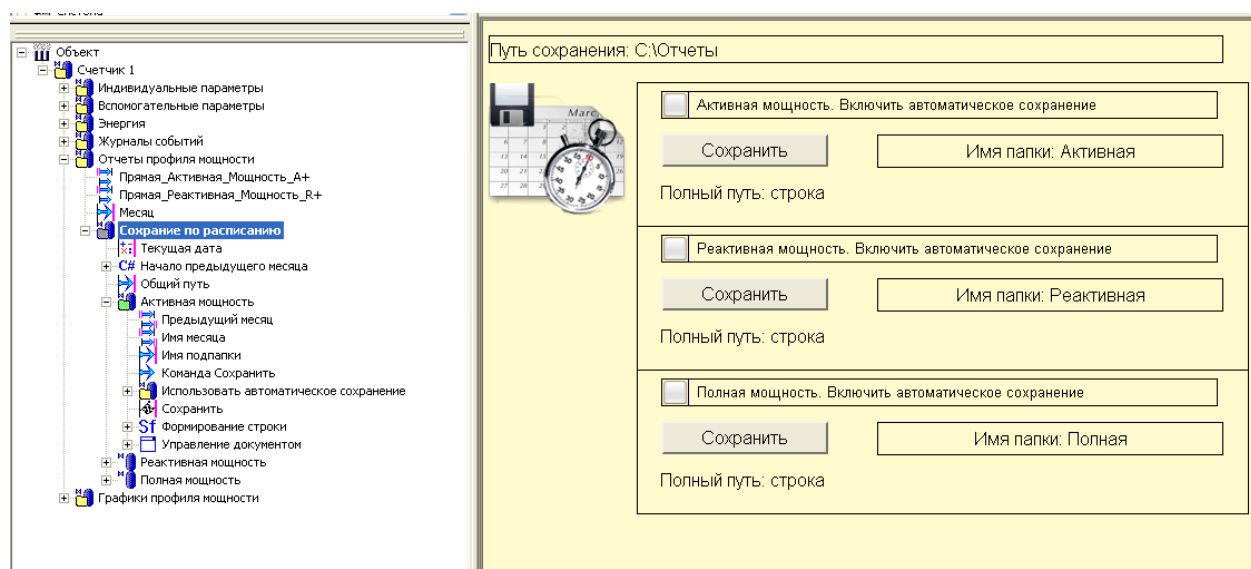 Объект
Счетчик 1
Индивидуальные параметры
Вспомогательные параметры
Энергия
Журналы событий
Отчеты профиля мощности
Прямая_Активная_Мощность_A+
Прямая_Реактивная_Мощность_R+
Месяц
Сохрание по расписанию
Текущая дата
C# Начало предыдущего месяца
Общий путь
Активная мощность
Предыдущий месяц
Имя месяца
Имя подпапки
Команда Сохранить
Использовать автоматическое сохранение
Сохранить
Sf Формирование строки
Управление документом
Реактивная мощность
Полная мощность
Графики профиля мощности
Путь сохранения: C:\Отчеты
Marc
Активная мощность. Включить автоматическое сохранение
Сохранить
Имя папки: Активная
Полный путь: строка
Реактивная мощность. Включить автоматическое сохранение
Сохранить
Имя папки: Реактивная
Полный путь: строка
Полная мощность. Включить автоматическое сохранение
Сохранить
Имя папки: Полная
Полный путь: строка